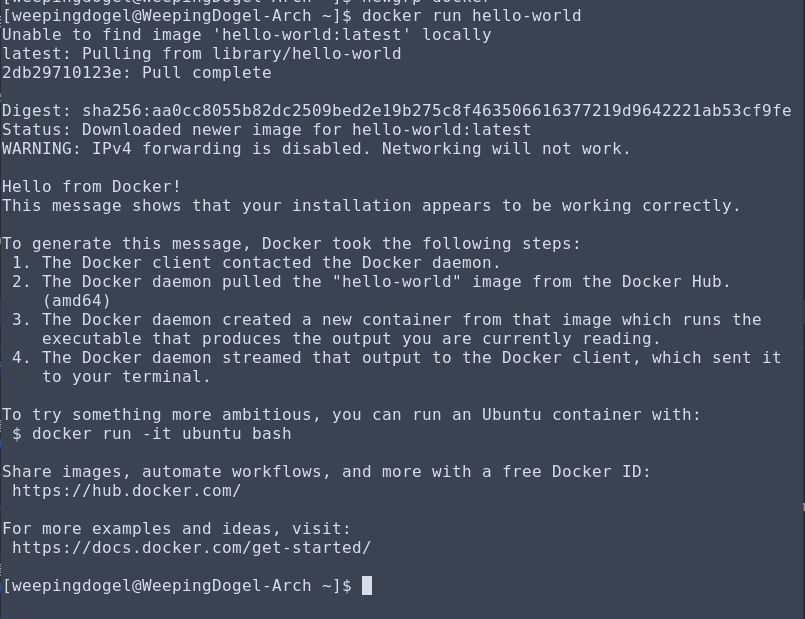 [weepingdogel@WeepingDogel-Arch ~]$ newgrp docker
[weepingdogel@WeepingDogel-Arch ~]$ docker run hello-world
Unable to find image 'hello-world:latest' locally
latest: Pulling from library/hello-world
2db29710123e: Pull complete
Digest: sha256:aa0cc8055b82dc2509bed2e19b275c8f463506616377219d9642221ab53cf9fe
Status: Downloaded newer image for hello-world:latest
WARNING: IPv4 forwarding is disabled. Networking will not work.
Hello from Docker!
This message shows that your installation appears to be working correctly.
To generate this message, Docker took the following steps:
1. The Docker client contacted the Docker daemon.
2. The Docker daemon pulled the "hello-world" image from the Docker Hub.
(amd64)
3. The Docker daemon created a new container from that image which runs the
executable that produces the output you are currently reading.
4. The Docker daemon streamed that output to the Docker client, which sent it
to your terminal.
To try something more ambitious, you can run an Ubuntu container with:
$ docker run -it ubuntu bash
Share images, automate workflows, and more with a free Docker ID:
https://hub.docker.com/
For more examples and ideas, visit:
https://docs.docker.com/get-started/
[weepingdogel@WeepingDogel-Arch ~]$